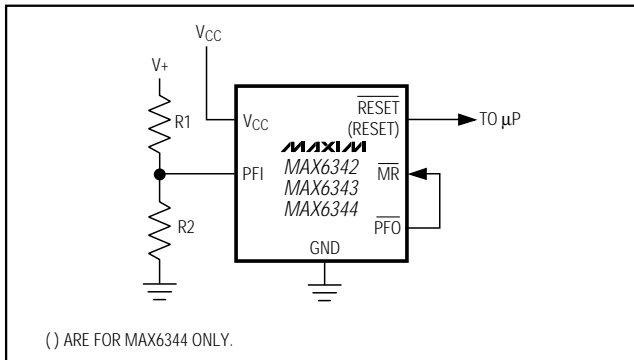 VCC
V+
R1
R2
VCC
PFI
RESET
(RESET)
MAXIM
MAX6342
MAX6343
MAX6344
MR
PFO
GND
TO µP
( ) ARE FOR MAX6344 ONLY.